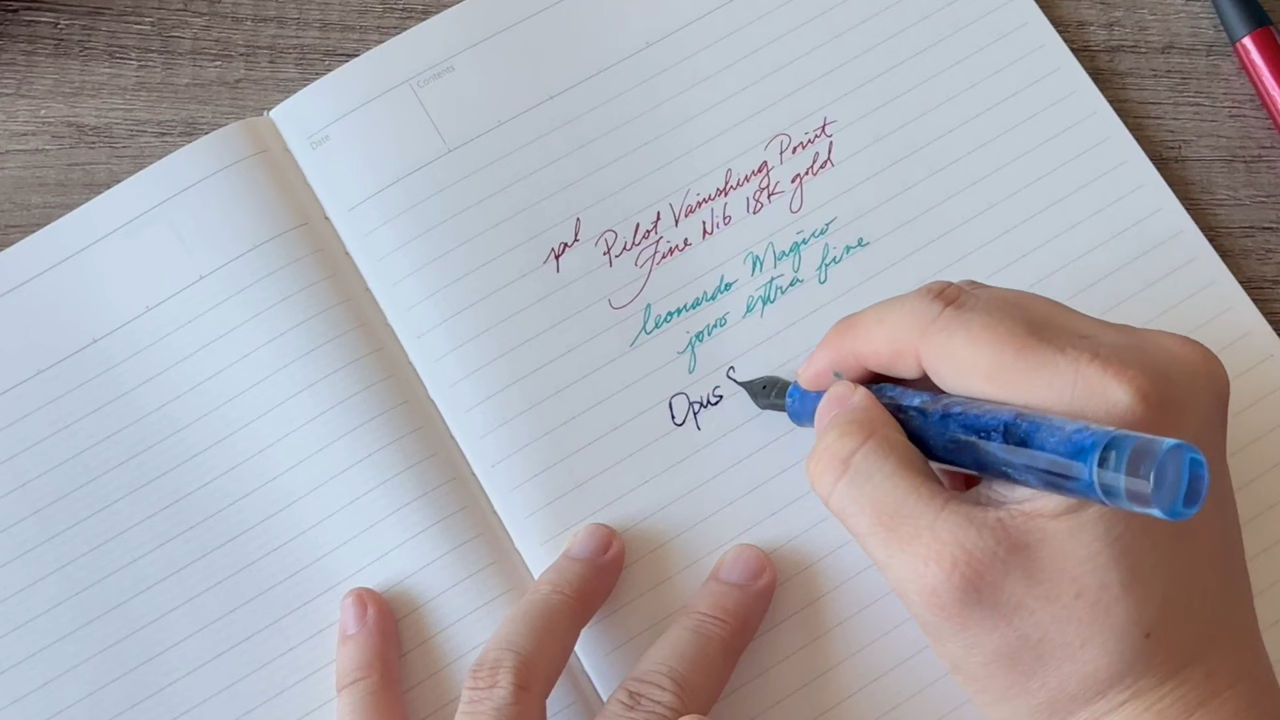 Contents
Date
pal Pilot Vanishing Point
Fine Nib 18K gold
leonardo Magico
jowo extra fine
Opus